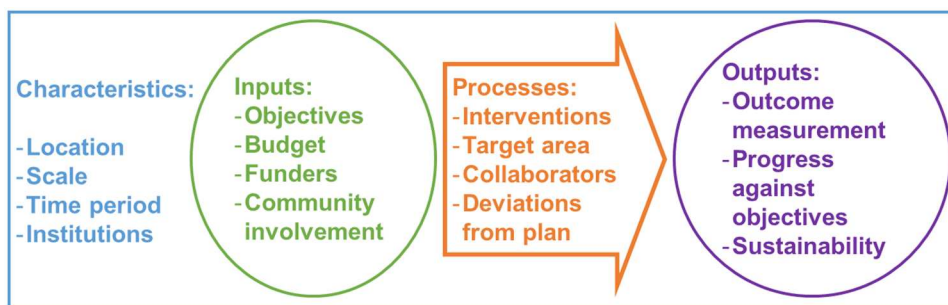 Characteristics:
-Location
-Scale
-Time period
-Institutions
Inputs:
-Objectives
-Budget
-Funders
-Community
involvement
Processes:
-Interventions
-Target area
-Collaborators
-Deviations
from plan
Outputs:
-Outcome
measurement
-Progress
against
objectives
-Sustainability